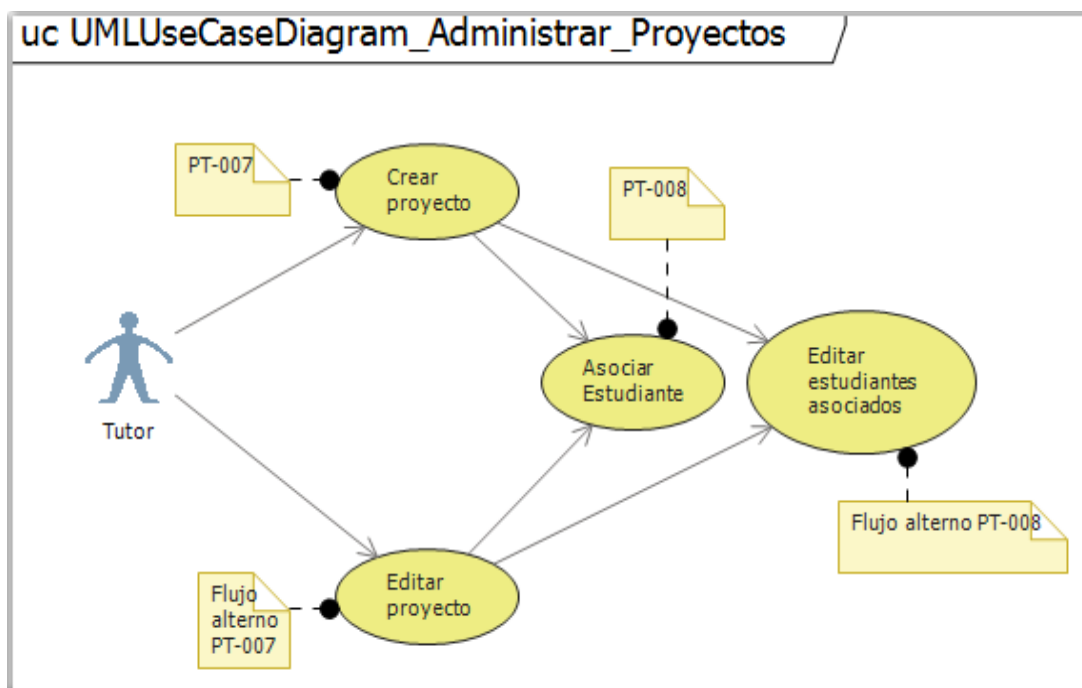 uc UMLUseCaseDiagram_Administrar_Proyectos
PT-007
Crear
proyecto
PT-008
Asociar
Estudiante
Editar
estudiantes
asociados
Tutor
Flujo alterno PT-008
Editar
proyecto
Flujo
alterno
PT-007